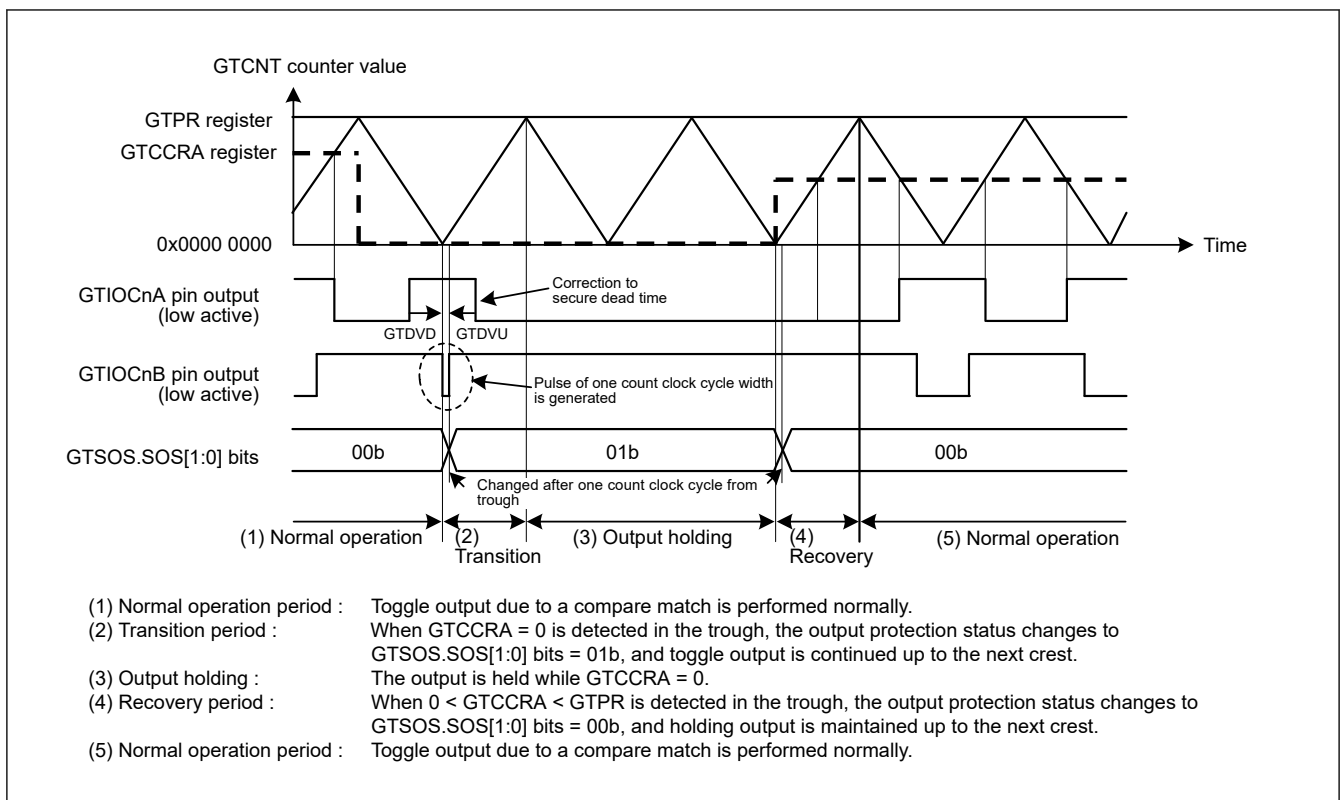 GTCNT counter value
GTPR register
GTCCRA register
0x0000 0000
Time
GTIOCnA pin output
(low active)
Correction to
secure dead time
GTDVD
GTDVU
GTIOCnB pin output
(low active)
Pulse of one count clock cycle width
is generated
GTSOS.SOS[1:0] bits
00b
01b
00b
Changed after one count clock cycle from
trough
(1) Normal operation
(2)
Transition
(3) Output holding
(4)
Recovery
(5) Normal operation
(1) Normal operation period : Toggle output due to a compare match is performed normally.
(2) Transition period : When GTCCRA = 0 is detected in the trough, the output protection status changes to
GTSOS.SOS[1:0] bits = 01b, and toggle output is continued up to the next crest.
(3) Output holding : The output is held while GTCCRA = 0.
(4) Recovery period : When 0 < GTCCRA < GTPR is detected in the trough, the output protection status changes to
GTSOS.SOS[1:0] bits = 00b, and holding output is maintained up to the next crest.
(5) Normal operation period : Toggle output due to a compare match is performed normally.